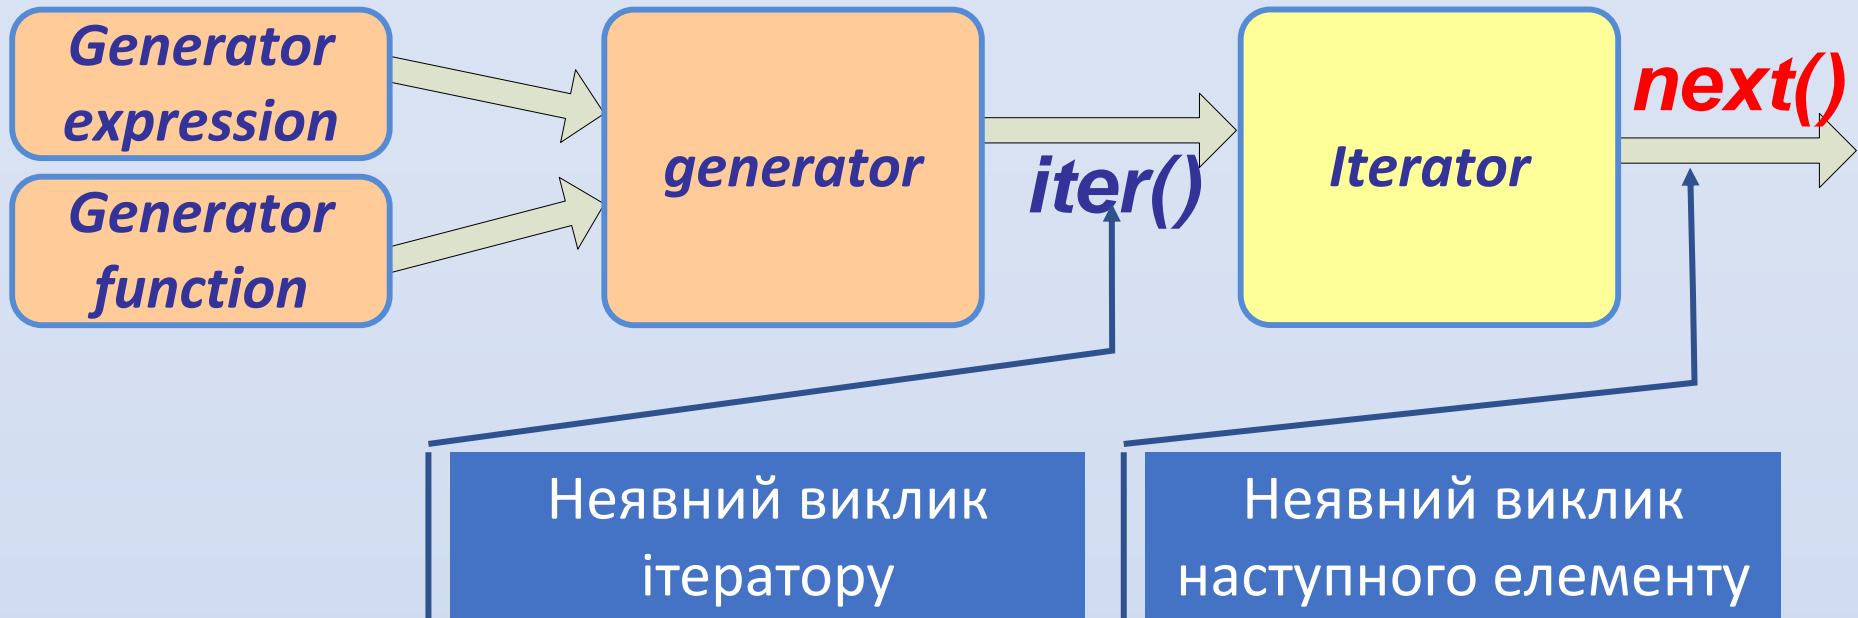 Generator
expression
Generator
function
generator
iter()
Iterator
next()
Неявний виклик
ітератору
Неявний виклик
наступного елементу